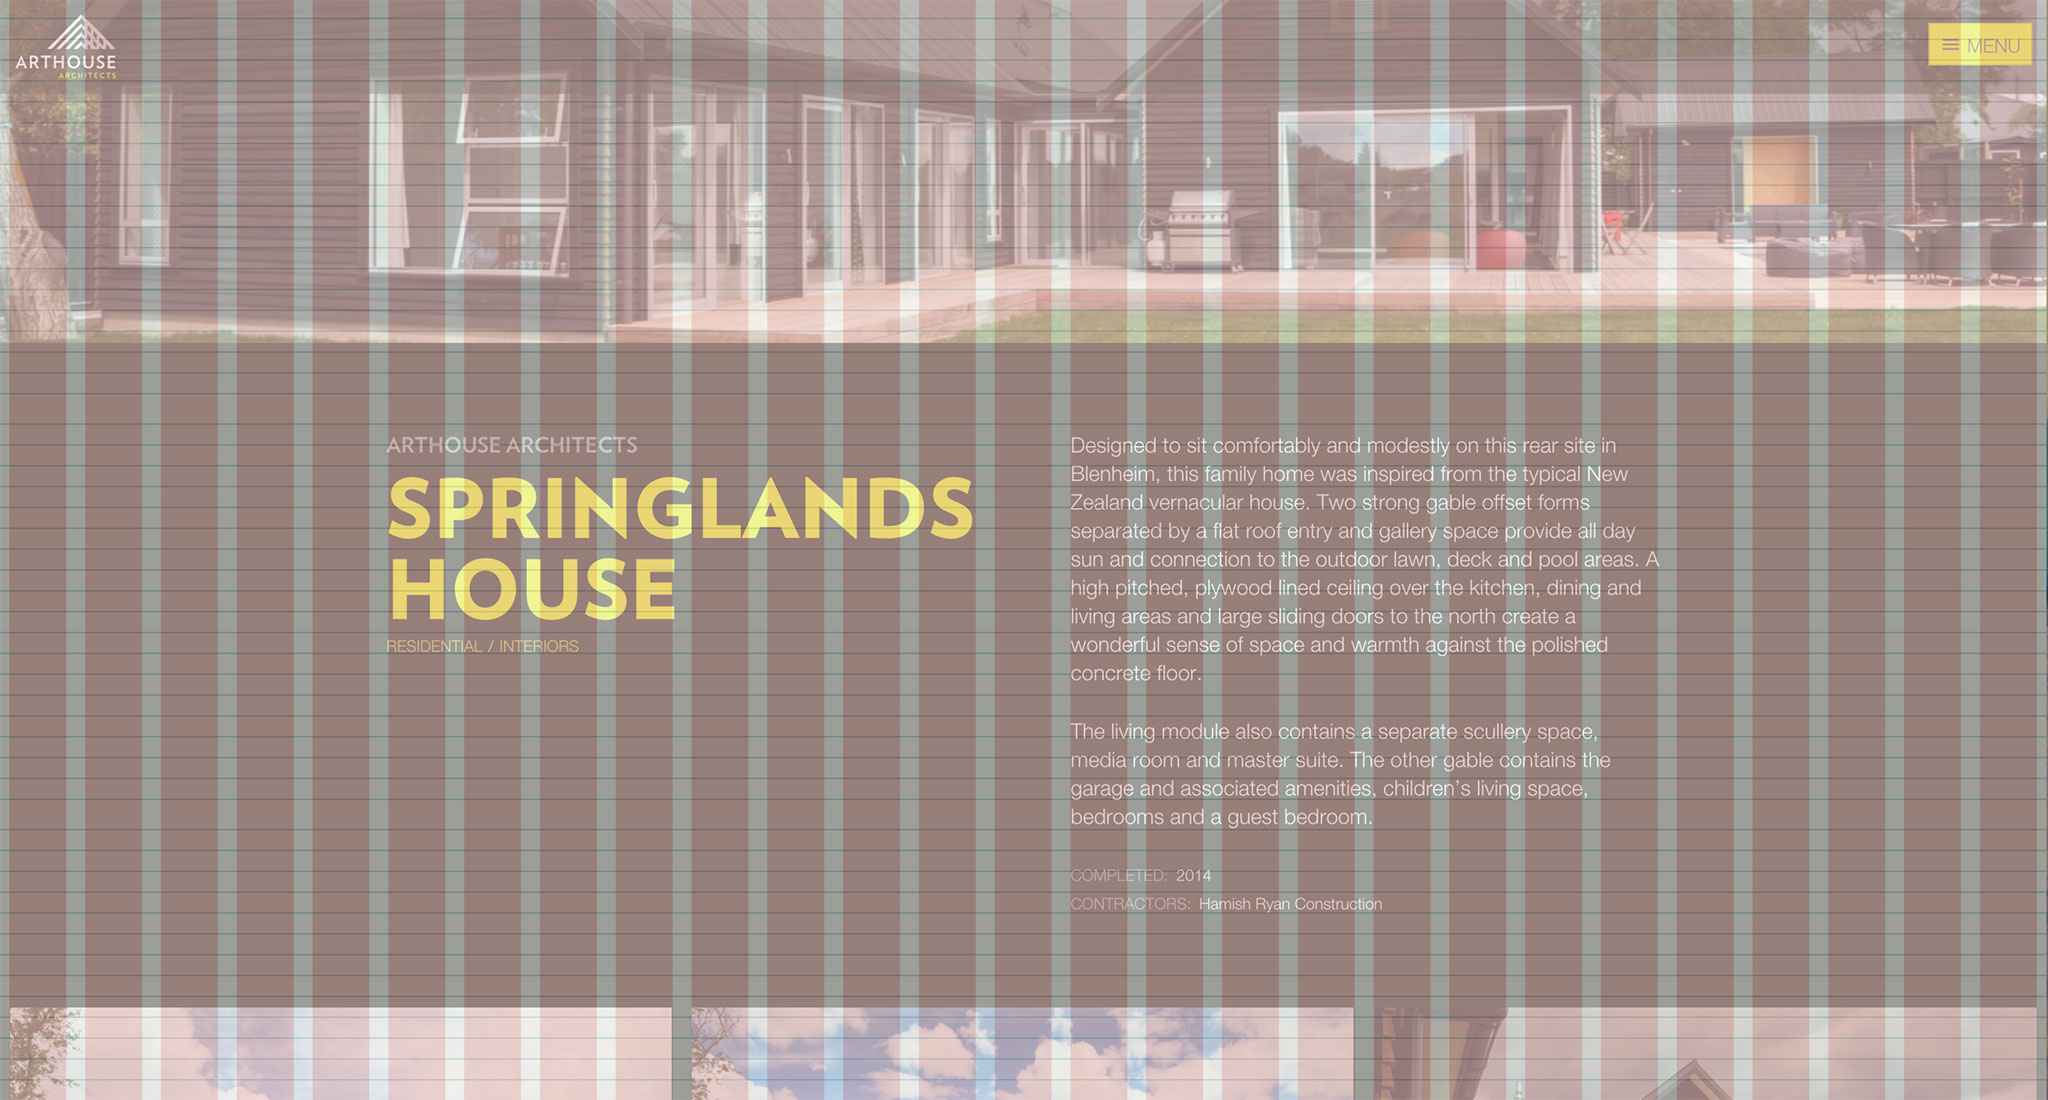 ARTHOUSE
ARCHITECTS
MENU
ARTHOUSE ARCHITECTS
SPRINGLANDS
HOUSE
RESIDENTIAL / INTERIORS
Designed to sit comfortably and modestly on this rear site in
Blenheim, this family home was inspired from the typical New
Zealand vernacular house. Two strong gable offset forms
separated by a flat roof entry and gallery space provide all day
sun and connection to the outdoor lawn, deck and pool areas. A
high pitched, plywood lined ceiling over the kitchen, dining and
living areas and large sliding doors to the north create a
wonderful sense of space and warmth against the polished
concrete floor.
The living module also contains a separate scullery space,
media room and master suite. The other gable contains the
garage and associated amenities, children’s living space,
bedrooms and a guest bedroom.
COMPLETED: 2014
CONTRACTORS: Hamish Ryan Construction